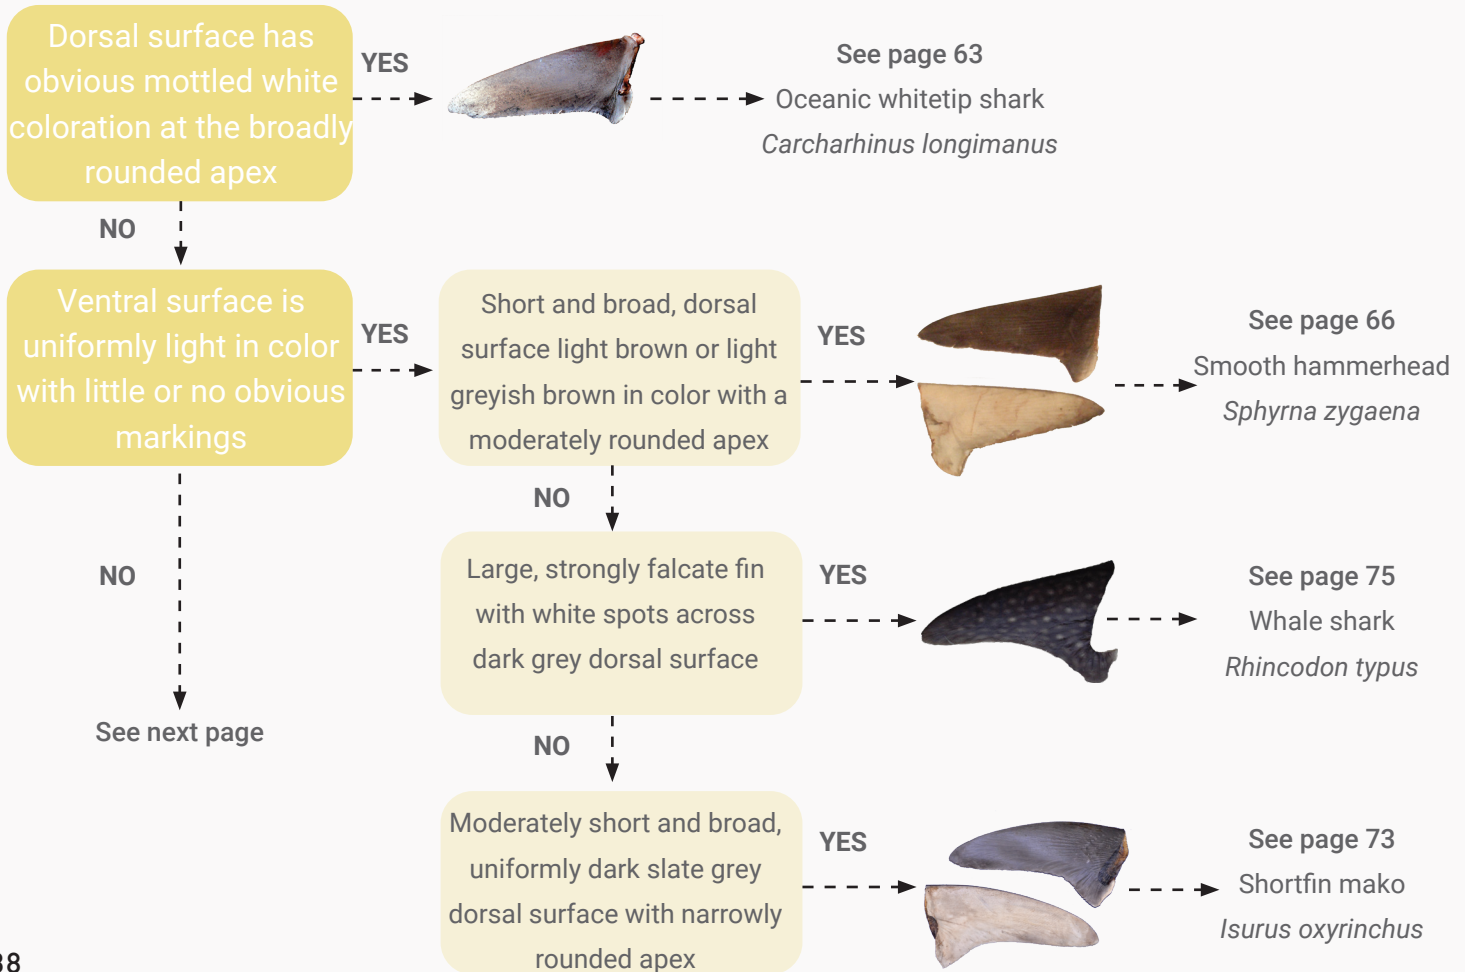 Dorsal surface has
obvious mottled white
coloration at the broadly
rounded apex
YES
See page 63
Oceanic whitetip shark
Carcharhinus longimanus
NO
Ventral surface is
uniformly light in color
with little or no obvious
markings
YES
Short and broad, dorsal
surface light brown or light
greyish brown in color with a
moderately rounded apex
YES
See page 66
Smooth hammerhead
Sphyrna zygaena
NO
NO
Large, strongly falcate fin
with white spots across
dark grey dorsal surface
YES
See page 75
Whale shark
Rhincodon typus
See next page
NO
Moderately short and broad,
uniformly dark slate grey
dorsal surface with narrowly
rounded apex
YES
See page 73
Shortfin mako
Isurus oxyrinchus
38